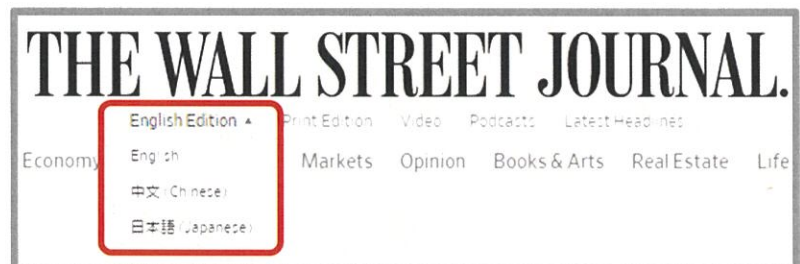 THE WALL STREET JOURNAL.
English Edition ▲ Print Edition Video Podcasts Latest Headlines
Economy Markets Opinion Books & Arts Real Estate Life
English
中文 (Chinese)
日本語 (Japanese)